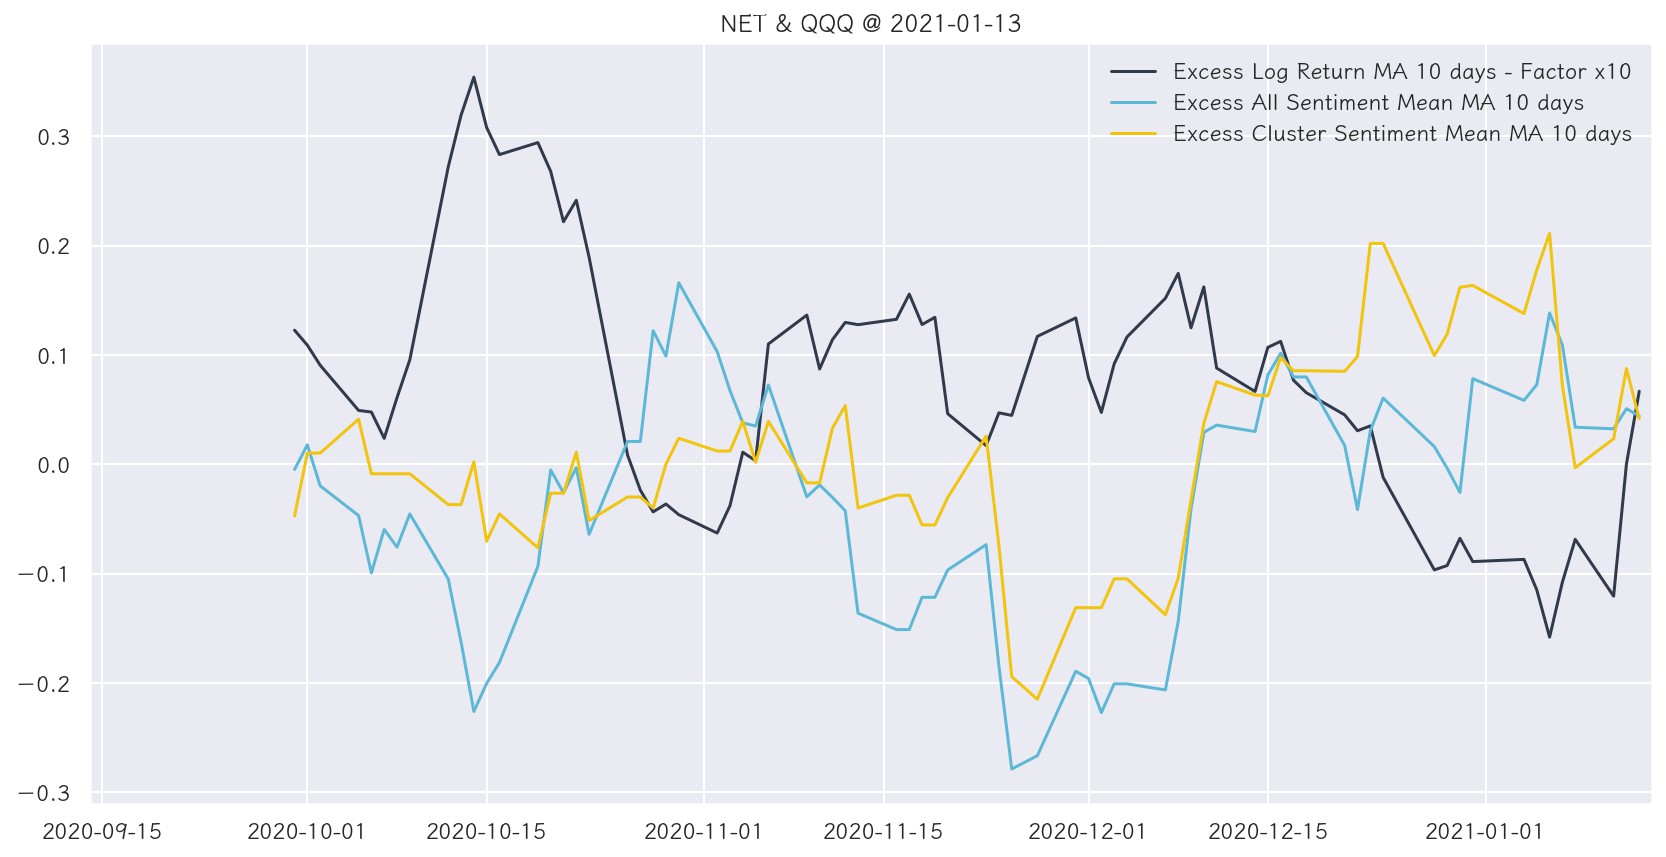 NET & QQQ @ 2021-01-13
Excess Log Return MA 10 days - Factor x10
Excess All Sentiment Mean MA 10 days
Excess Cluster Sentiment Mean MA 10 days
0.3
0.2
0.1
0.0
−0.1
−0.2
−0.3
2020-09-15 2020-10-01 2020-10-15 2020-11-01 2020-11-15 2020-12-01 2020-12-15 2021-01-01